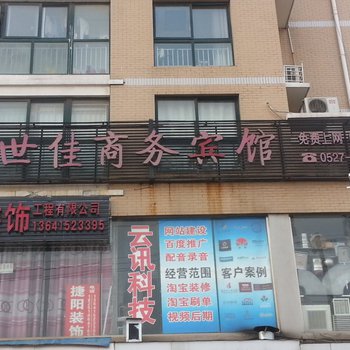 世佳商务宾馆
免费上网
☎0527
饰 工程有限公司
13641523395
云讯科技
网站建设
百度推广
配音录音
经营范围
淘宝装修
淘宝刷单
视频后期
客户案例
捷阳装饰